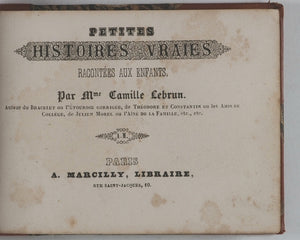 PETITES
HISTOIRES VRAIES
RACONTÉES AUX ENFANTS,
Par Mme Camille Lebrun.
Auteur du Bracelet ou l'Étourdie corrigée, de Théodore et Constantin ou les Amis de
Collège, de Julien Morel ou l'Aîné de la Famille, etc., etc.
PARIS
A. MARCILLY, LIBRAIRE,
RUE SAINT-JACQUES, 10.